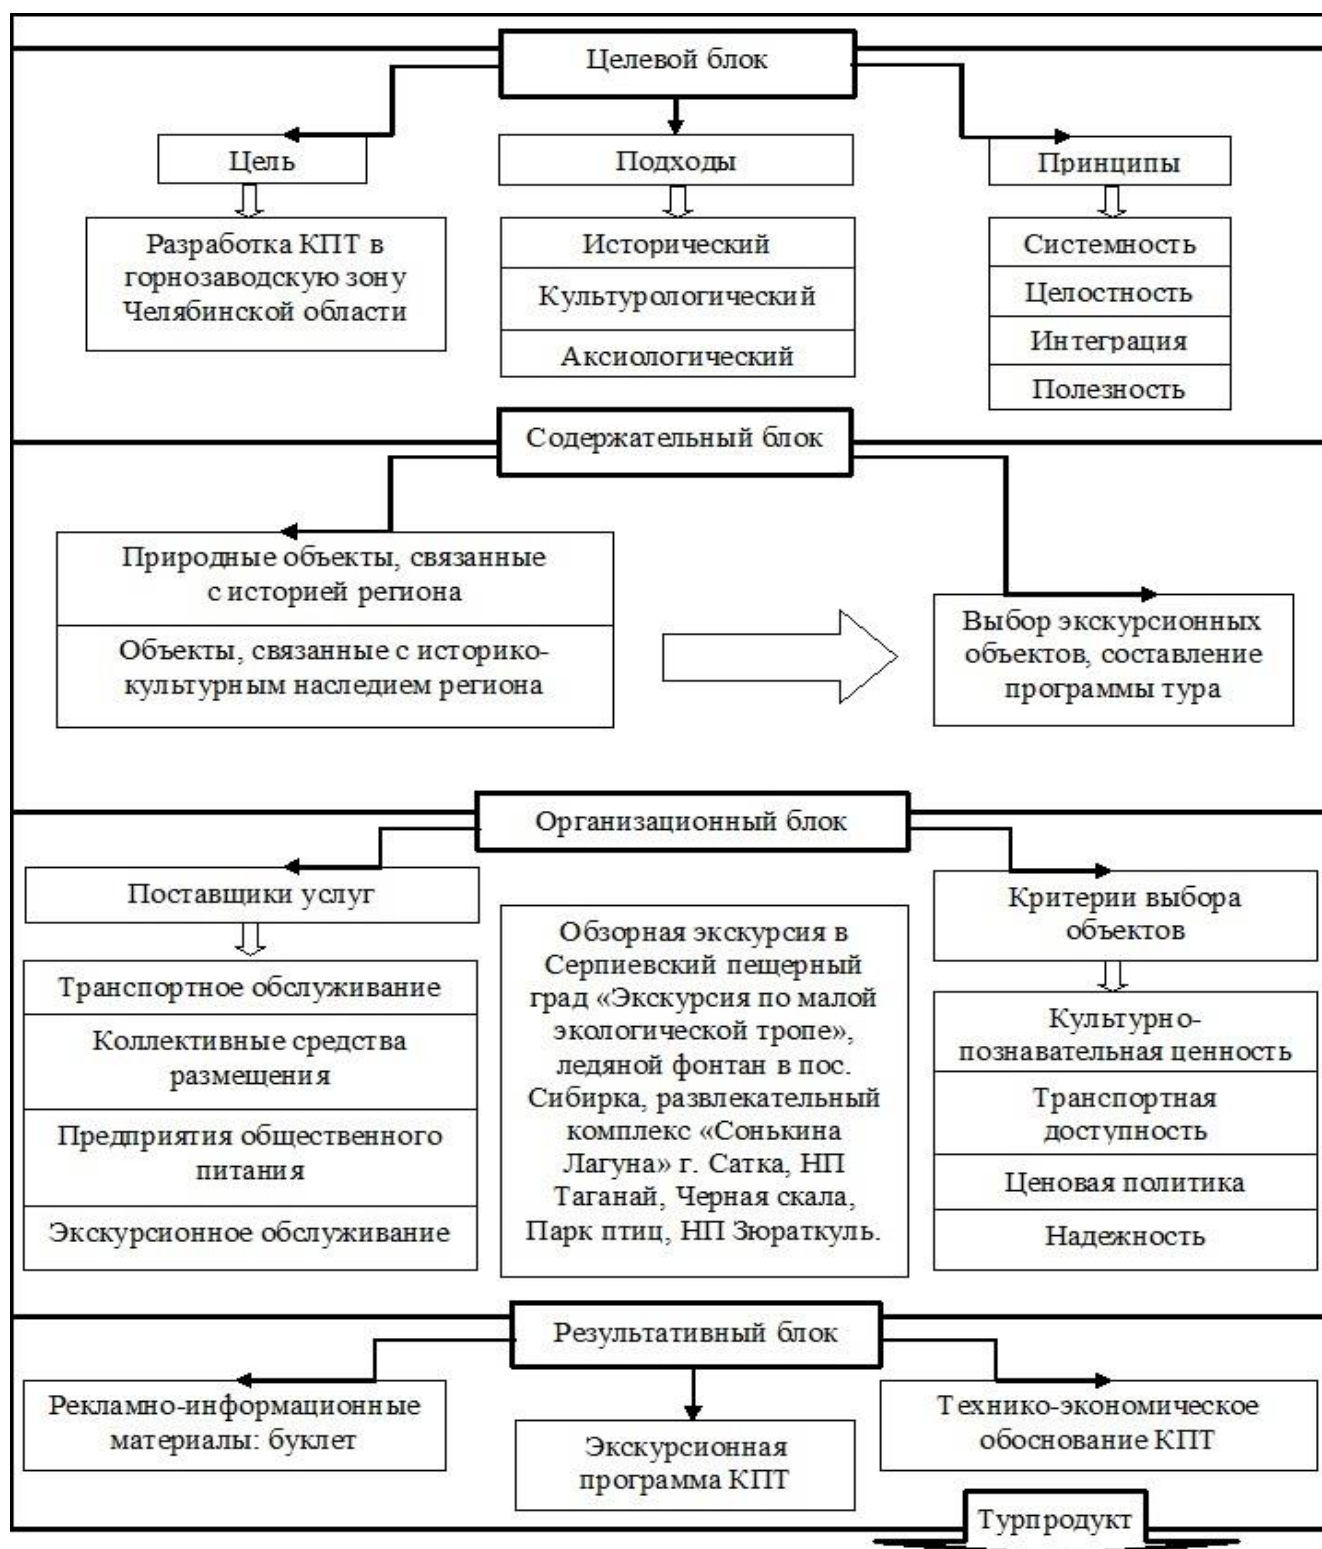 Целевой блок
Цель
Подходы
Принципы
Разработка КПТ в
горнозаводскую зону
Челябинской области
Исторический
Культурологический
Аксиологический
Системность
Целостность
Интеграция
Полезность
Содержательный блок
Природные объекты, связанные
с историей региона
Объекты, связанные с историко-
культурным наследием региона
Выбор экскурсионных
объектов, составление
программы тура
Организационный блок
Поставщики услуг
Транспортное обслуживание
Коллективные средства
размещения
Предприятия общественного
питания
Экскурсионное обслуживание
Обзорная экскурсия в
Серпиевский пещерный
град «Экскурсия по малой
экологической тропе»,
ледяной фонтан в пос.
Сибирка, развлекательный
комплекс «Сонькина
Лагуна» г. Сатка, НП
Таганай, Черная скала,
Парк птиц, НП Зюраткуль.
Критерии выбора
объектов
Культурно-
познавательная ценность
Транспортная
доступность
Ценовая политика
Надежность
Результативный блок
Рекламно-информационные
материалы: буклет
Экскурсионная
программа КПТ
Технико-экономическое
обоснование КПТ
Турпродукт